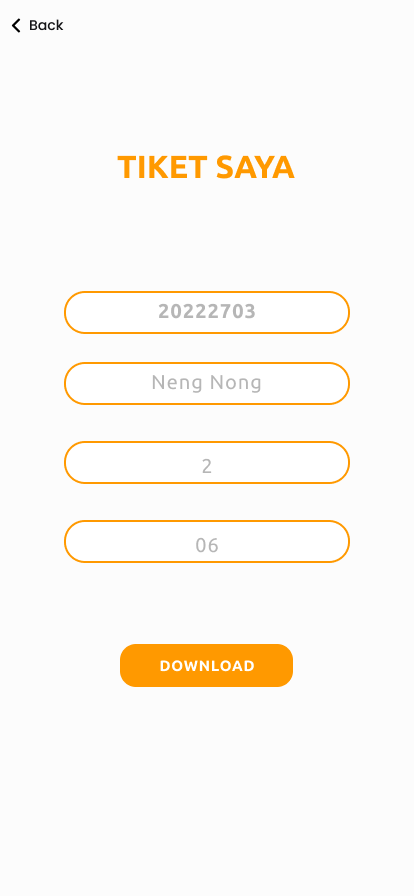 Back
TIKET SAYA
20222703
Neng Nong
2
06
DOWNLOAD